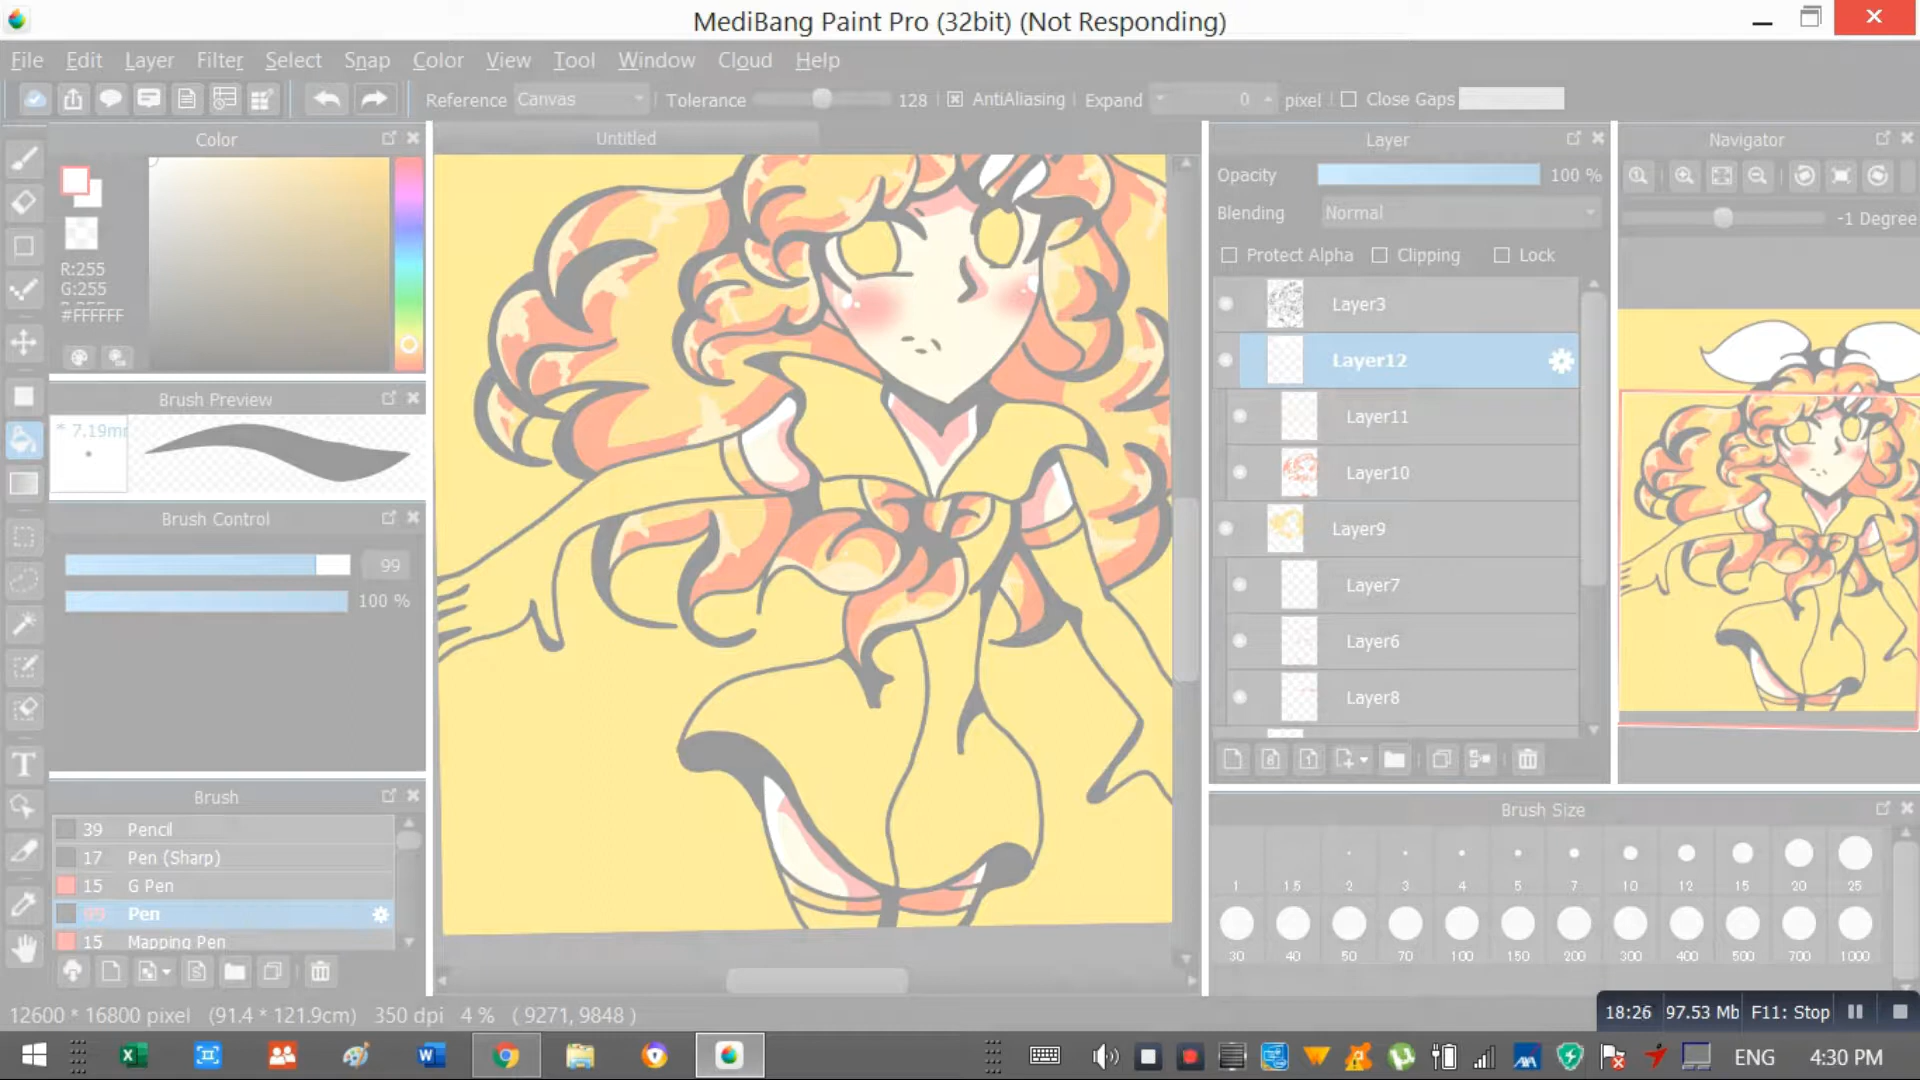 MediBang Paint Pro (32bit) (Not Responding)
File Edit Layer Filter Select Snap Color View Tool Window Cloud Help
Reference Canvas Tolerance 128 AntiAliasing Expand 0 pixel Close Gaps
Color
R:255
G:255
#FFFFFF
Brush Preview
* 7.19m
Brush Control
99
100 %
Brush
39 Pencil
17 Pen (Sharp)
15 G Pen
Pen
15 Mapping Pen
Untitled
Layer
Opacity 100 %
Blending Normal
Protect Alpha Clipping Lock
Layer3
Layer12
Layer11
Layer10
Layer9
Layer7
Layer6
Layer8
Navigator
-1 Degree
Brush Size
1 1.5 2 3 4 5 7 10 12 15 20 25
30 40 50 70 100 150 200 300 400 500 700 1000
12600 * 16800 pixel (91.4 * 121.9cm) 350 dpi 4 % ( 9271, 9848 )
18:26 97.53 Mb F11: Stop
ENG 4:30 PM